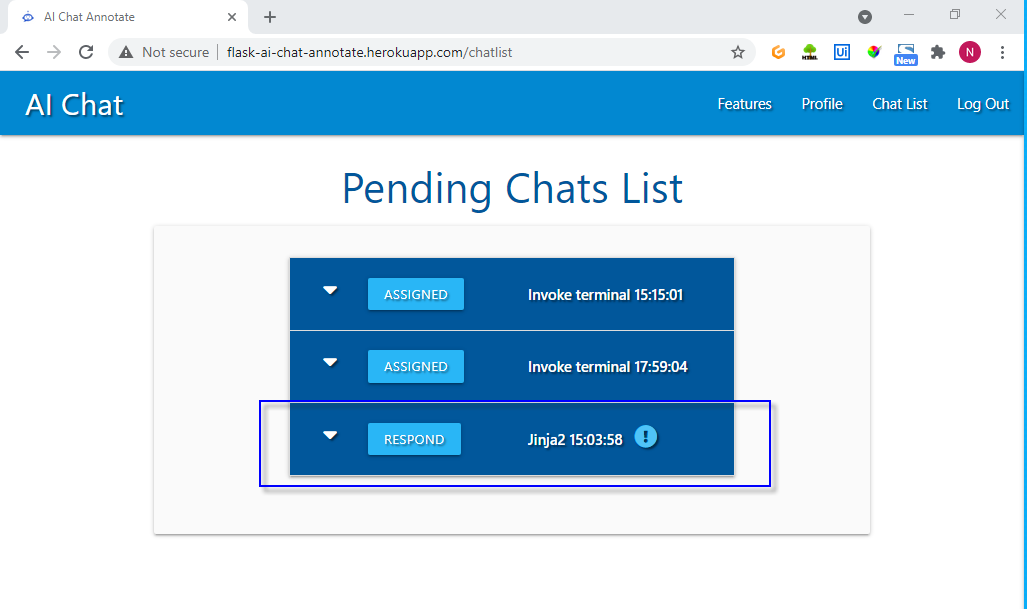 AI Chat Annotate
Not secure flask-ai-chat-annotate.herokuapp.com/chatlist
HTML
Ui
New
N
AI Chat
Features Profile Chat List Log Out
Pending Chats List
ASSIGNED Invoke terminal 15:15:01
ASSIGNED Invoke terminal 17:59:04
RESPOND Jinja2 15:03:58 !